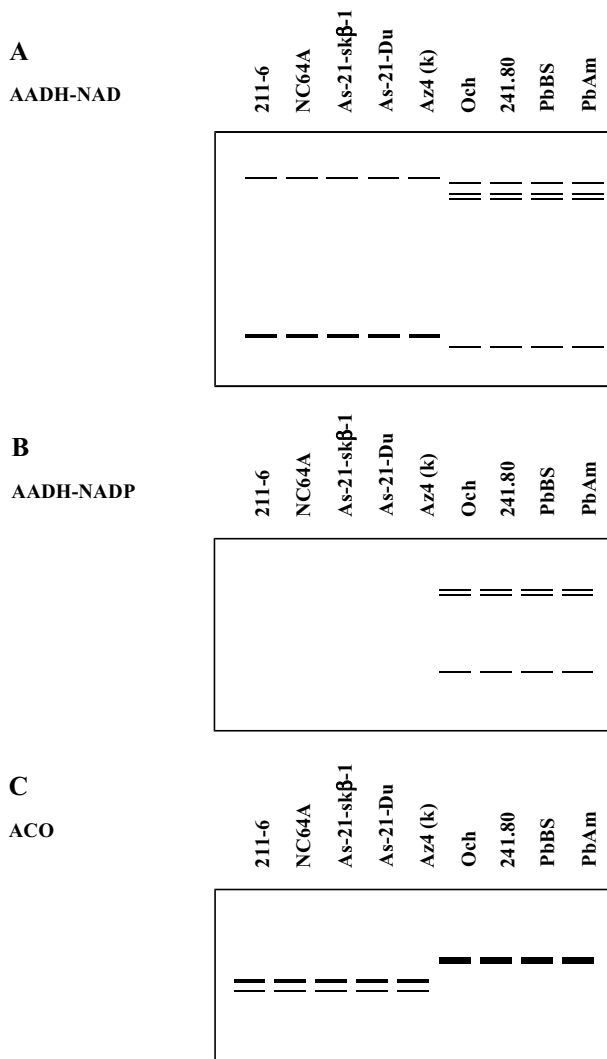 A
AADH-NAD
211-6
NC64A
As-21-skβ-1
As-21-Du
Az4 (k)
Och
241.80
PbBS
PbAm
B
AADH-NADP
211-6
NC64A
As-21-skβ-1
As-21-Du
Az4 (k)
Och
241.80
PbBS
PbAm
C
ACO
211-6
NC64A
As-21-skβ-1
As-21-Du
Az4 (k)
Och
241.80
PbBS
PbAm